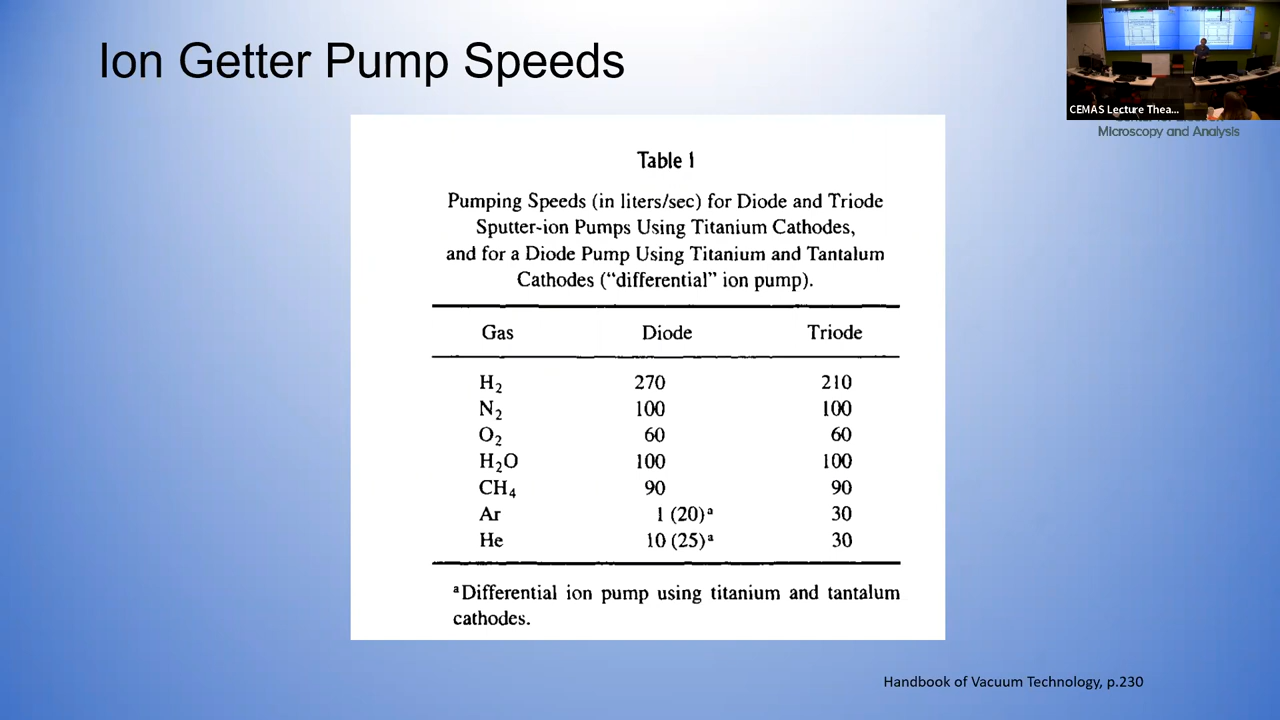 Ion Getter Pump Speeds
CEMAS Lecture Thea...
Microscopy and Analysis
Table 1
Pumping Speeds (in liters/sec) for Diode and Triode
Sputter-ion Pumps Using Titanium Cathodes,
and for a Diode Pump Using Titanium and Tantalum
Cathodes (“differential” ion pump).
Gas Diode Triode
H₂ 270 210
N₂ 100 100
O₂ 60 60
H₂O 100 100
CH₄ 90 90
Ar 1 (20)ᵃ 30
He 10 (25)ᵃ 30
ᵃDifferential ion pump using titanium and tantalum
cathodes.
Handbook of Vacuum Technology, p.230